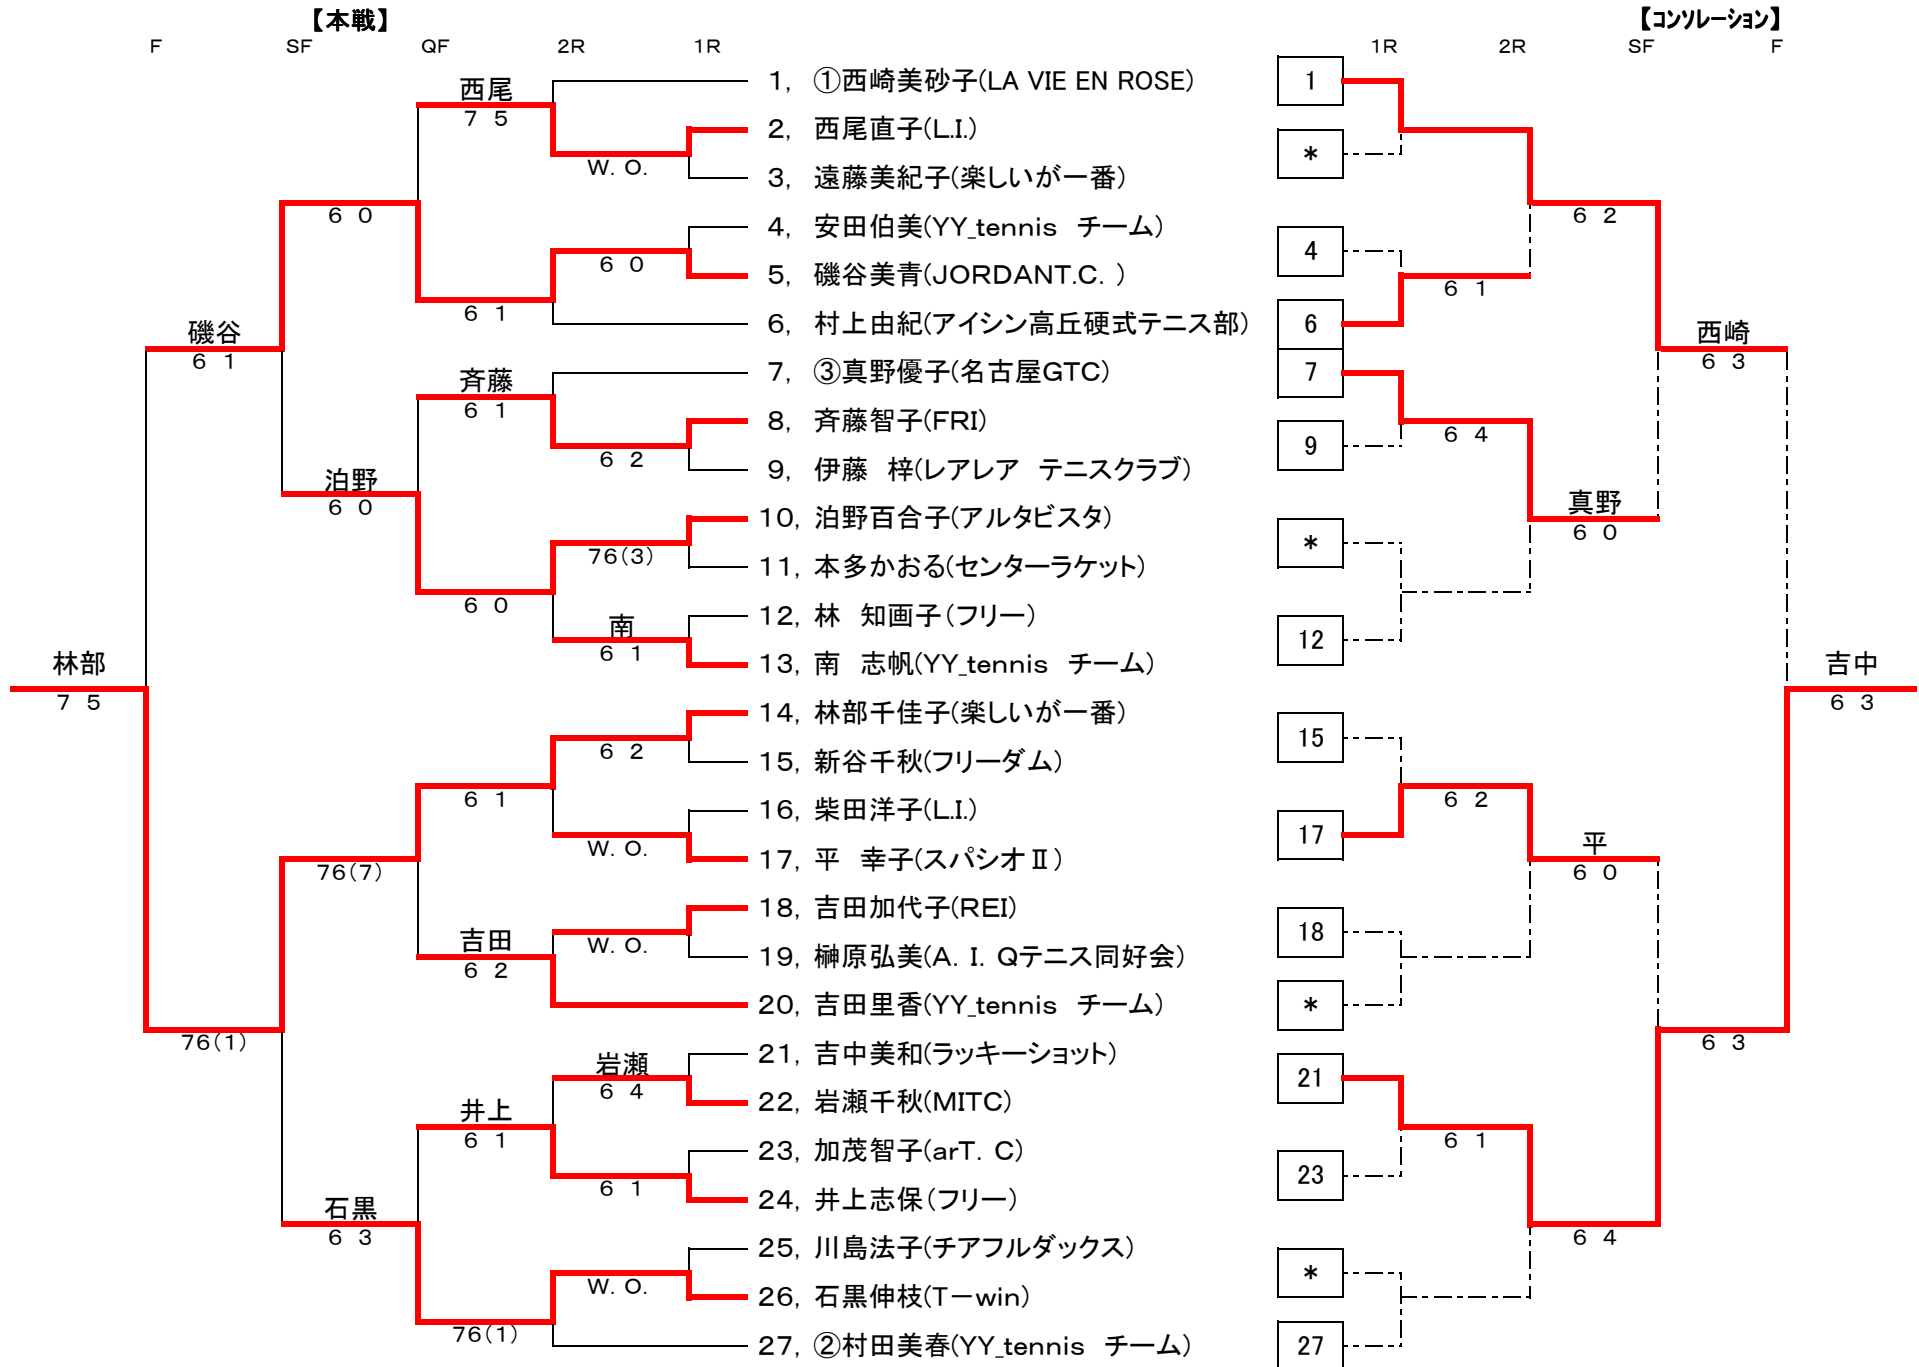 【本戦】
【コンソレーション】
F SF QF 2R 1R
1R 2R SF F
1, ①西崎美砂子(LA VIE EN ROSE)
2, 西尾直子(L.I.)
3, 遠藤美紀子(楽しいが一番)
4, 安田伯美(YY_tennis チーム)
5, 磯谷美青(JORDANT.C. )
6, 村上由紀(アイシン高丘硬式テニス部)
7, ③真野優子(名古屋GTC)
8, 斉藤智子(FRI)
9, 伊藤 梓(レアレア テニスクラブ)
10, 泊野百合子(アルタビスタ)
11, 本多かおる(センターラケット)
12, 林 知画子(フリー)
13, 南 志帆(YY_tennis チーム)
14, 林部千佳子(楽しいが一番)
15, 新谷千秋(フリーダム)
16, 柴田洋子(L.I.)
17, 平 幸子(スパシオⅡ)
18, 吉田加代子(REI)
19, 榊原弘美(A. I. Qテニス同好会)
20, 吉田里香(YY_tennis チーム)
21, 吉中美和(ラッキーショット)
22, 岩瀬千秋(MITC)
23, 加茂智子(arT. C)
24, 井上志保(フリー)
25, 川島法子(チアフルダックス)
26, 石黒伸枝(T-win)
27, ②村田美春(YY_tennis チーム)
W. O.
6 0
6 2
76(3)
南
6 1
6 2
W. O.
W. O.
岩瀬
6 4
6 1
W. O.
西尾
7 5
6 1
斉藤
6 1
6 0
6 1
吉田
6 2
井上
6 1
76(1)
6 0
泊野
6 0
76(7)
石黒
6 3
磯谷
6 1
76(1)
林部
7 5
1
*
4
6
7
9
*
12
15
17
18
*
21
23
*
27
6 1
6 4
6 2
6 1
6 2
真野
6 0
平
6 0
6 4
西崎
6 3
6 3
吉中
6 3